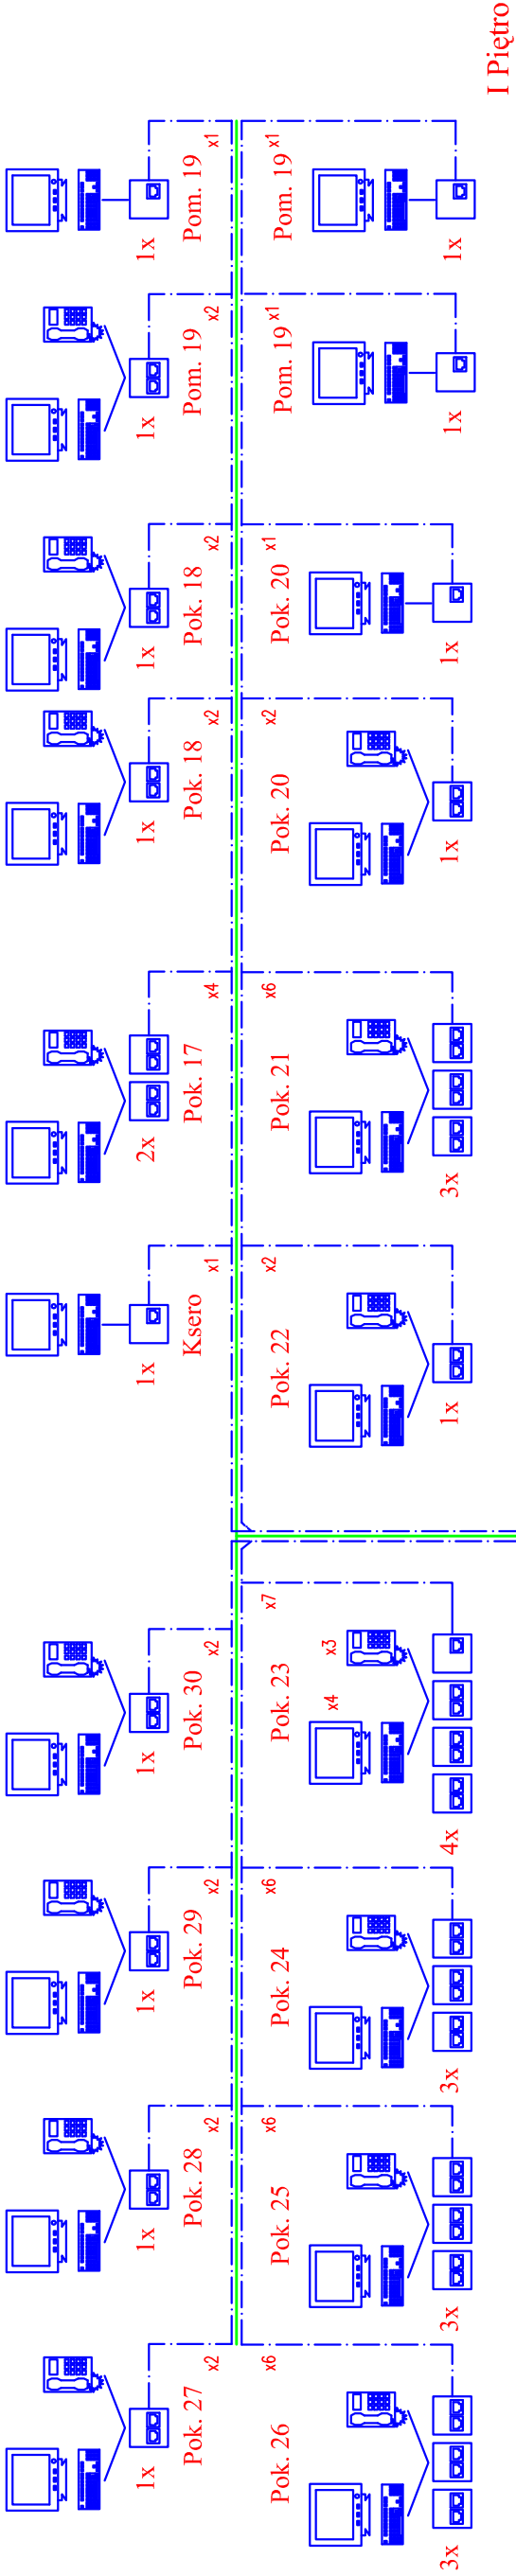 1x 1x 1x 1x 1x 2x 1x 1x 1x 1x
Pok. 27 Pok. 28 Pok. 29 Pok. 30 Ksero Pok. 17 Pok. 18 Pok. 18 Pom. 19 Pom. 19
x2 x2 x2 x2 x1 x4 x2 x2 x2 x1
x6 x6 x6 x7 x2 x6 x2 x1 x1 x1
Pok. 26 Pok. 25 Pok. 24 Pok. 23 Pok. 22 Pok. 21 Pok. 20 Pok. 20 Pom. 19 Pom. 19
x4 x3
3x 3x 3x 4x 1x 3x 1x 1x 1x 1x
I Piętro